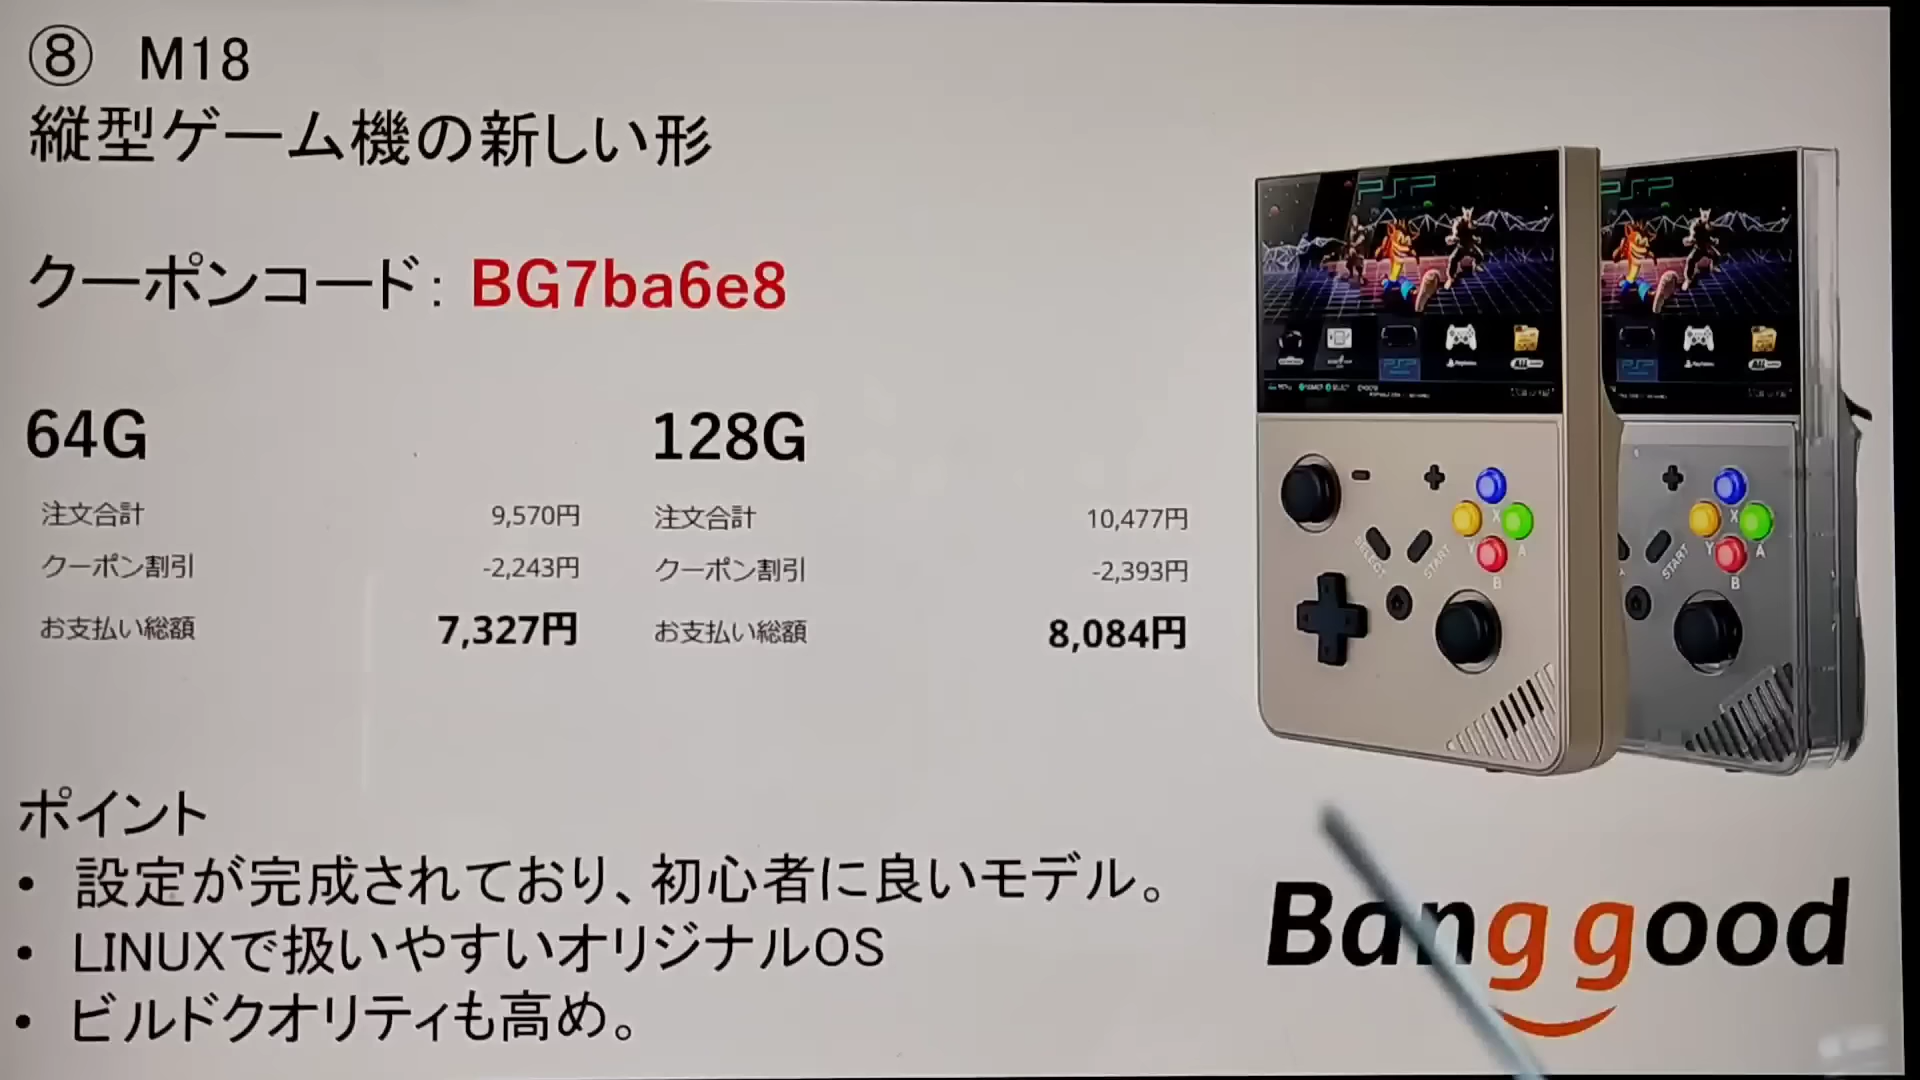 ⑧ M18
縦型ゲーム機の新しい形
クーポンコード: BG7ba6e8
64G
注文合計 9,570円
クーポン割引 -2,243円
お支払い総額 7,327円
128G
注文合計 10,477円
クーポン割引 -2,393円
お支払い総額 8,084円
ポイント
• 設定が完成されており、初心者に良いモデル。
• LINUXで扱いやすいオリジナルOS
• ビルドクオリティも高め。
PSP
PSP
SELECT
START
X
Y
A
B
START
X
Y
A
B
Banggood